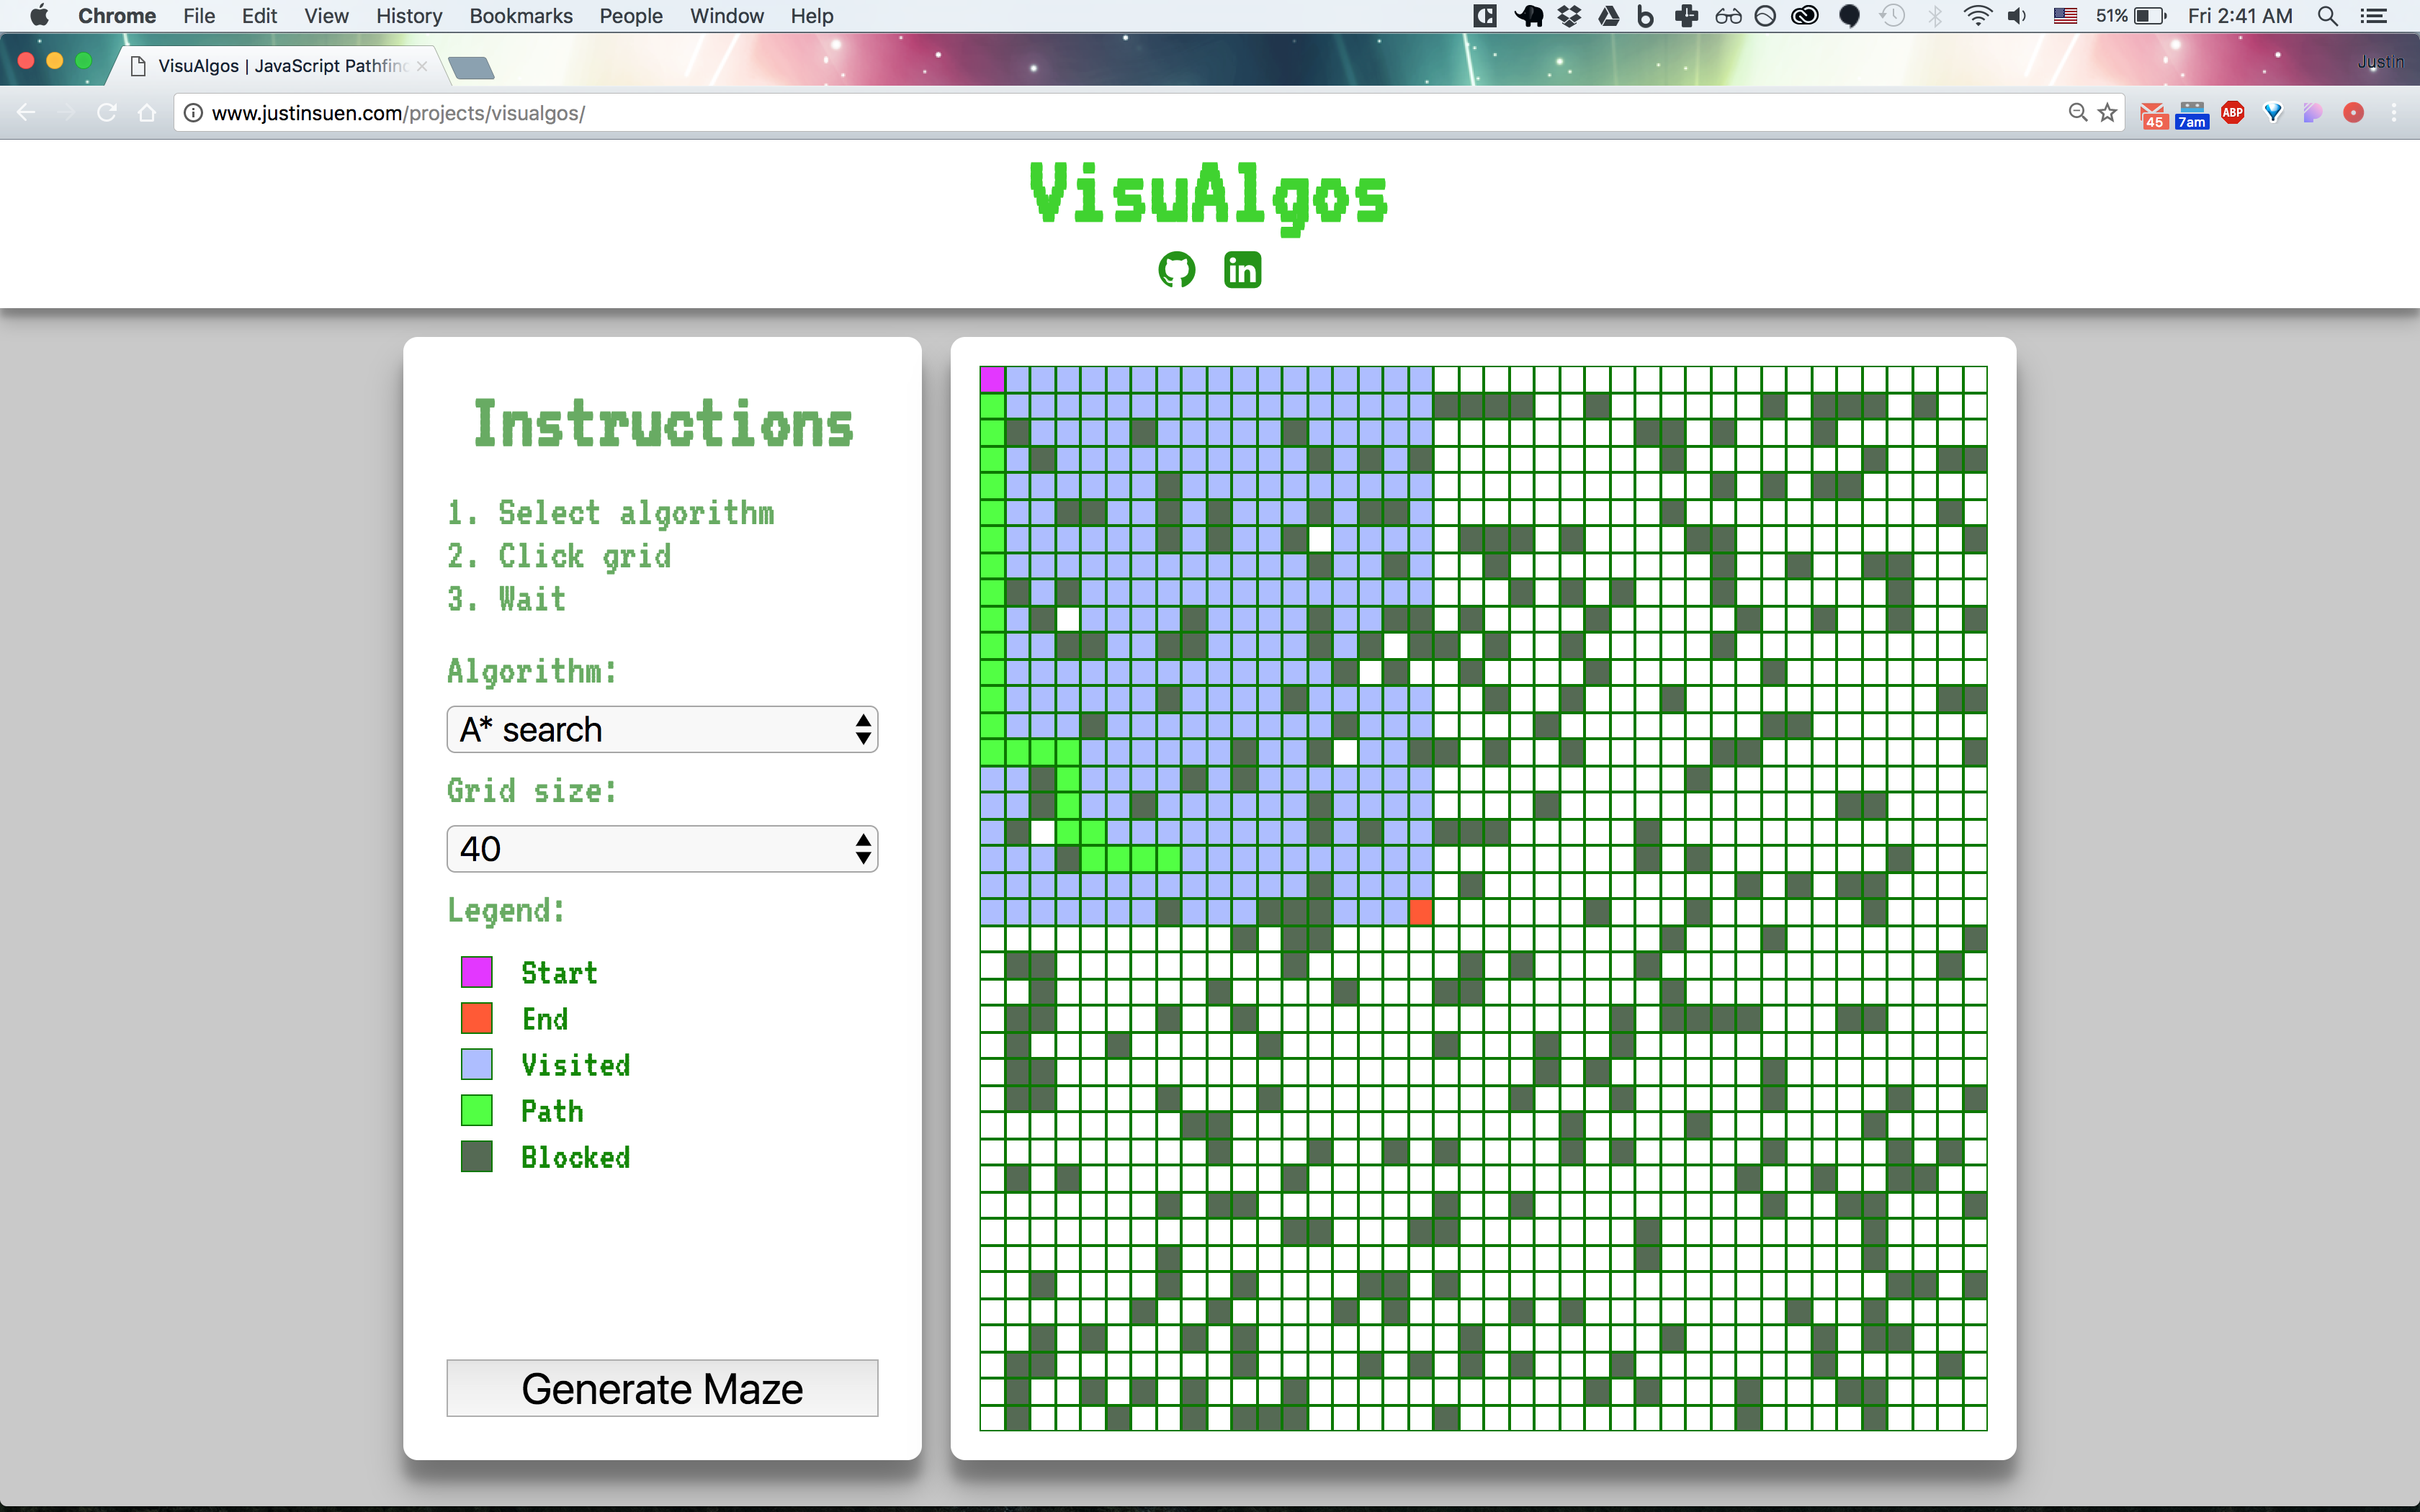 Chrome File Edit View History Bookmarks People Window Help 51% Fri 2:41 AM
VisuAlgos | JavaScript Pathfin
Justin
www.justinsuen.com/projects/visualgos/
45
7am
ABP
VisuAlgos
in
Instructions
1. Select algorithm
2. Click grid
3. Wait
Algorithm:
A* search
Grid size:
40
Legend:
Start
End
Visited
Path
Blocked
Generate Maze